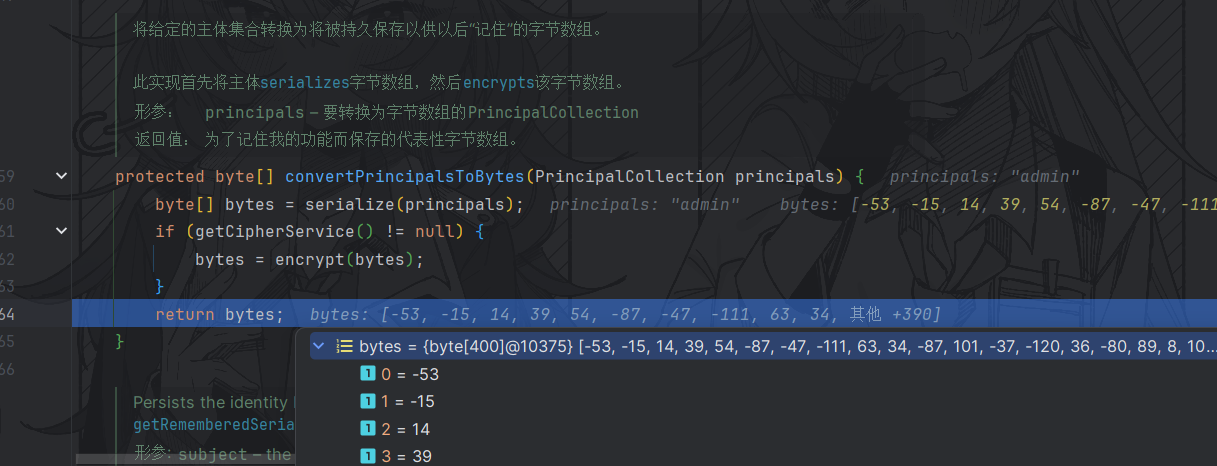 将给定的主体集合转换为将被持久保存以供以后“记住”的字节数组。
此实现首先将主体serializes字节数组，然后encrypts该字节数组。
形参： principals – 要转换为字节数组的PrincipalCollection
返回值： 为了记住我的功能而保存的代表性字节数组。
59 protected byte[] convertPrincipalsToBytes(PrincipalCollection principals) { principals: "admin"
60 byte[] bytes = serialize(principals); principals: "admin" bytes: [-53, -15, 14, 39, 54, -87, -47, -111
61 if (getCipherService() != null) {
62 bytes = encrypt(bytes);
63 }
64 return bytes; bytes: [-53, -15, 14, 39, 54, -87, -47, -111, 63, 34, 其他 +390]
65 }
bytes = {byte[400]@10375} [-53, -15, 14, 39, 54, -87, -47, -111, 63, 34, -87, 101, -37, -120, 36, -80, 89, 8, 10...
66
1 0 = -53
1 1 = -15
Persists the identity
1 2 = 14
getRememberedSeria
1 3 = 39
形参: subject – the